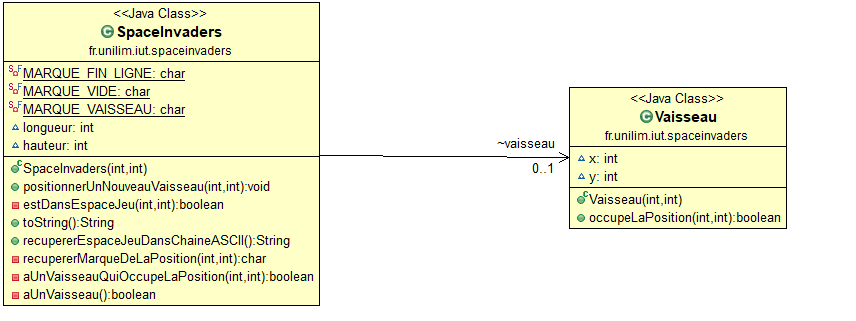 <<Java Class>>
SpaceInvaders
fr.unilim.iut.spaceinvaders
MARQUE_FIN_LIGNE: char
MARQUE_VIDE: char
MARQUE_VAISSEAU: char
longueur: int
hauteur: int
SpaceInvaders(int,int)
positionnerUnNouveauVaisseau(int,int):void
estDansEspaceJeu(int,int):boolean
toString():String
recupererEspaceJeuDansChaineASCII():String
recupererMarqueDeLaPosition(int,int):char
aUnVaisseauQuiOccupeLaPosition(int,int):boolean
aUnVaisseau():boolean
~vaisseau
0..1
<<Java Class>>
Vaisseau
fr.unilim.iut.spaceinvaders
x: int
y: int
Vaisseau(int,int)
occupeLaPosition(int,int):boolean